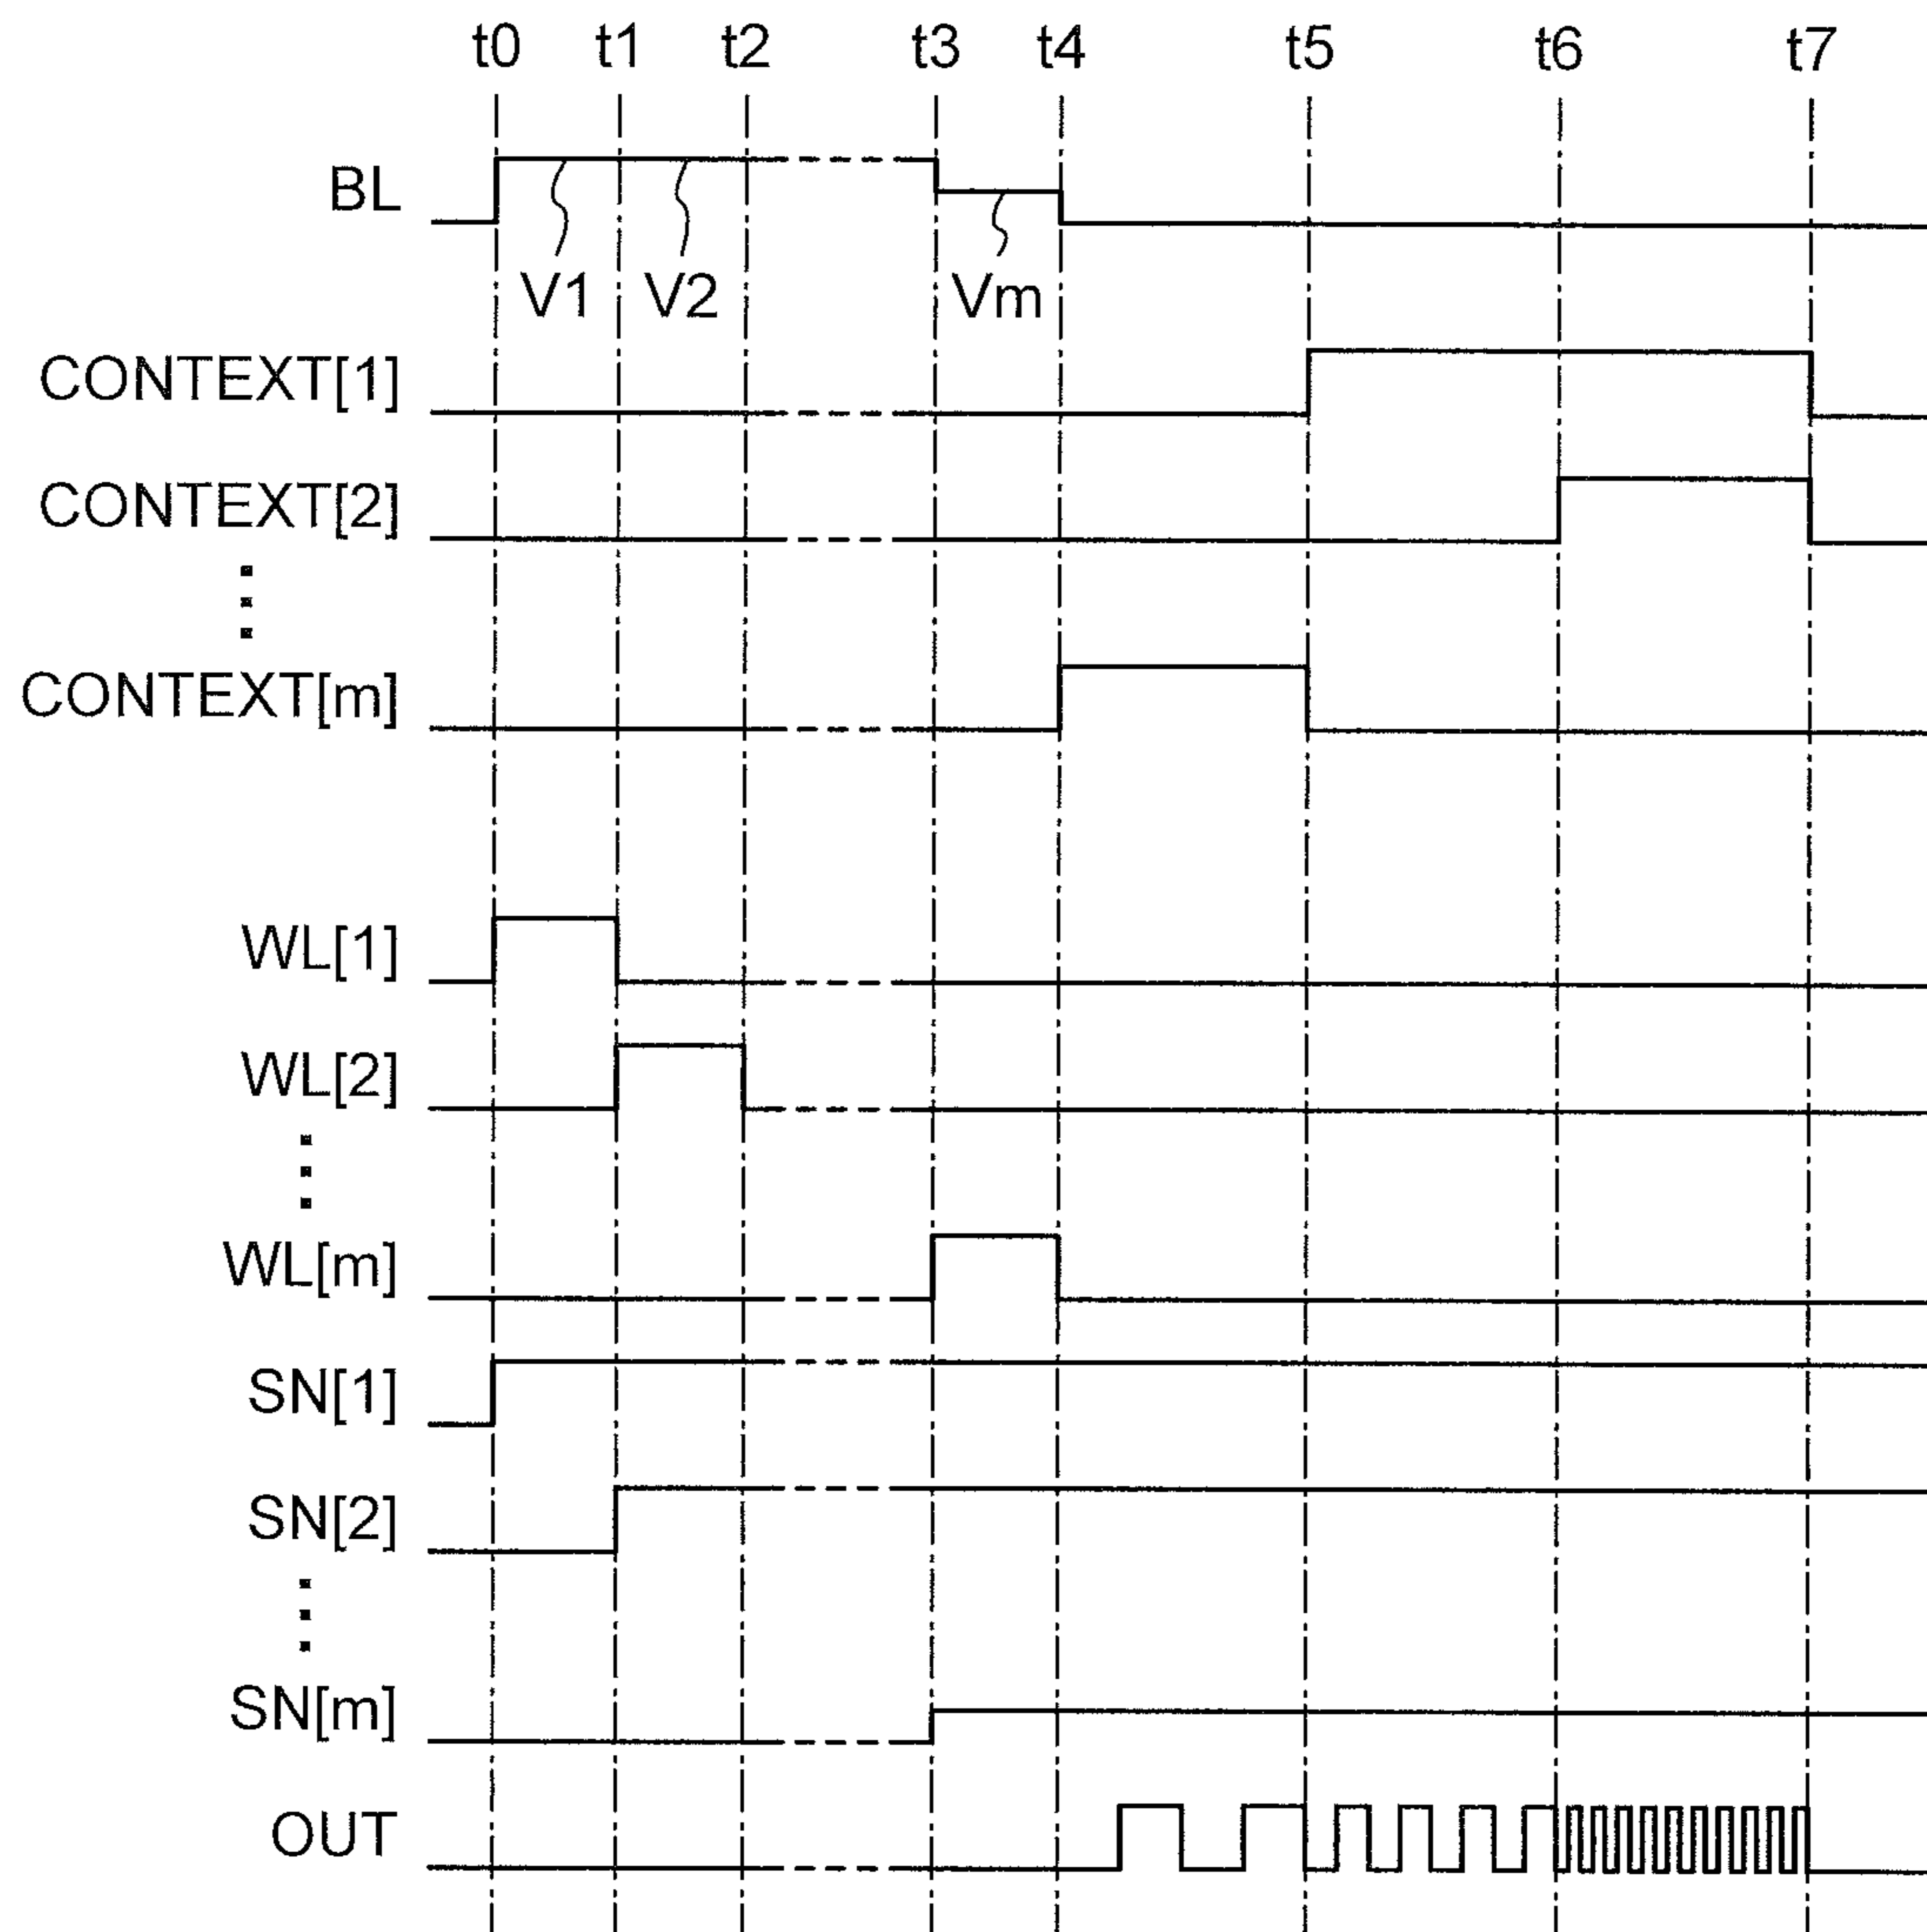 t0 t1 t2 t3 t4 t5 t6 t7
BL
V1 V2 Vm
CONTEXT[1]
CONTEXT[2]
CONTEXT[m]
WL[1]
WL[2]
WL[m]
SN[1]
SN[2]
SN[m]
OUT